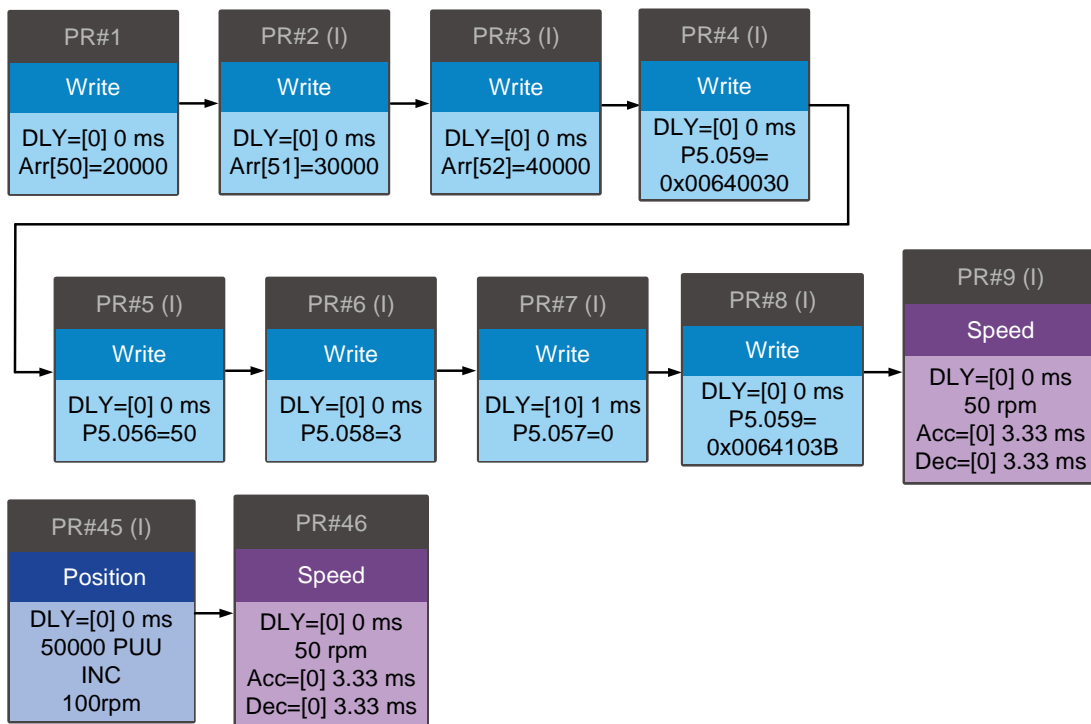 PR#1
Write
DLY=[0] 0 ms
Arr[50]=20000
PR#2 (I)
Write
DLY=[0] 0 ms
Arr[51]=30000
PR#3 (I)
Write
DLY=[0] 0 ms
Arr[52]=40000
PR#4 (I)
Write
DLY=[0] 0 ms
P5.059=
0x00640030
PR#5 (I)
Write
DLY=[0] 0 ms
P5.056=50
PR#6 (I)
Write
DLY=[0] 0 ms
P5.058=3
PR#7 (I)
Write
DLY=[10] 1 ms
P5.057=0
PR#8 (I)
Write
DLY=[0] 0 ms
P5.059=
0x0064103B
PR#9 (I)
Speed
DLY=[0] 0 ms
50 rpm
Acc=[0] 3.33 ms
Dec=[0] 3.33 ms
PR#45 (I)
Position
DLY=[0] 0 ms
50000 PUU
INC
100rpm
PR#46
Speed
DLY=[0] 0 ms
50 rpm
Acc=[0] 3.33 ms
Dec=[0] 3.33 ms